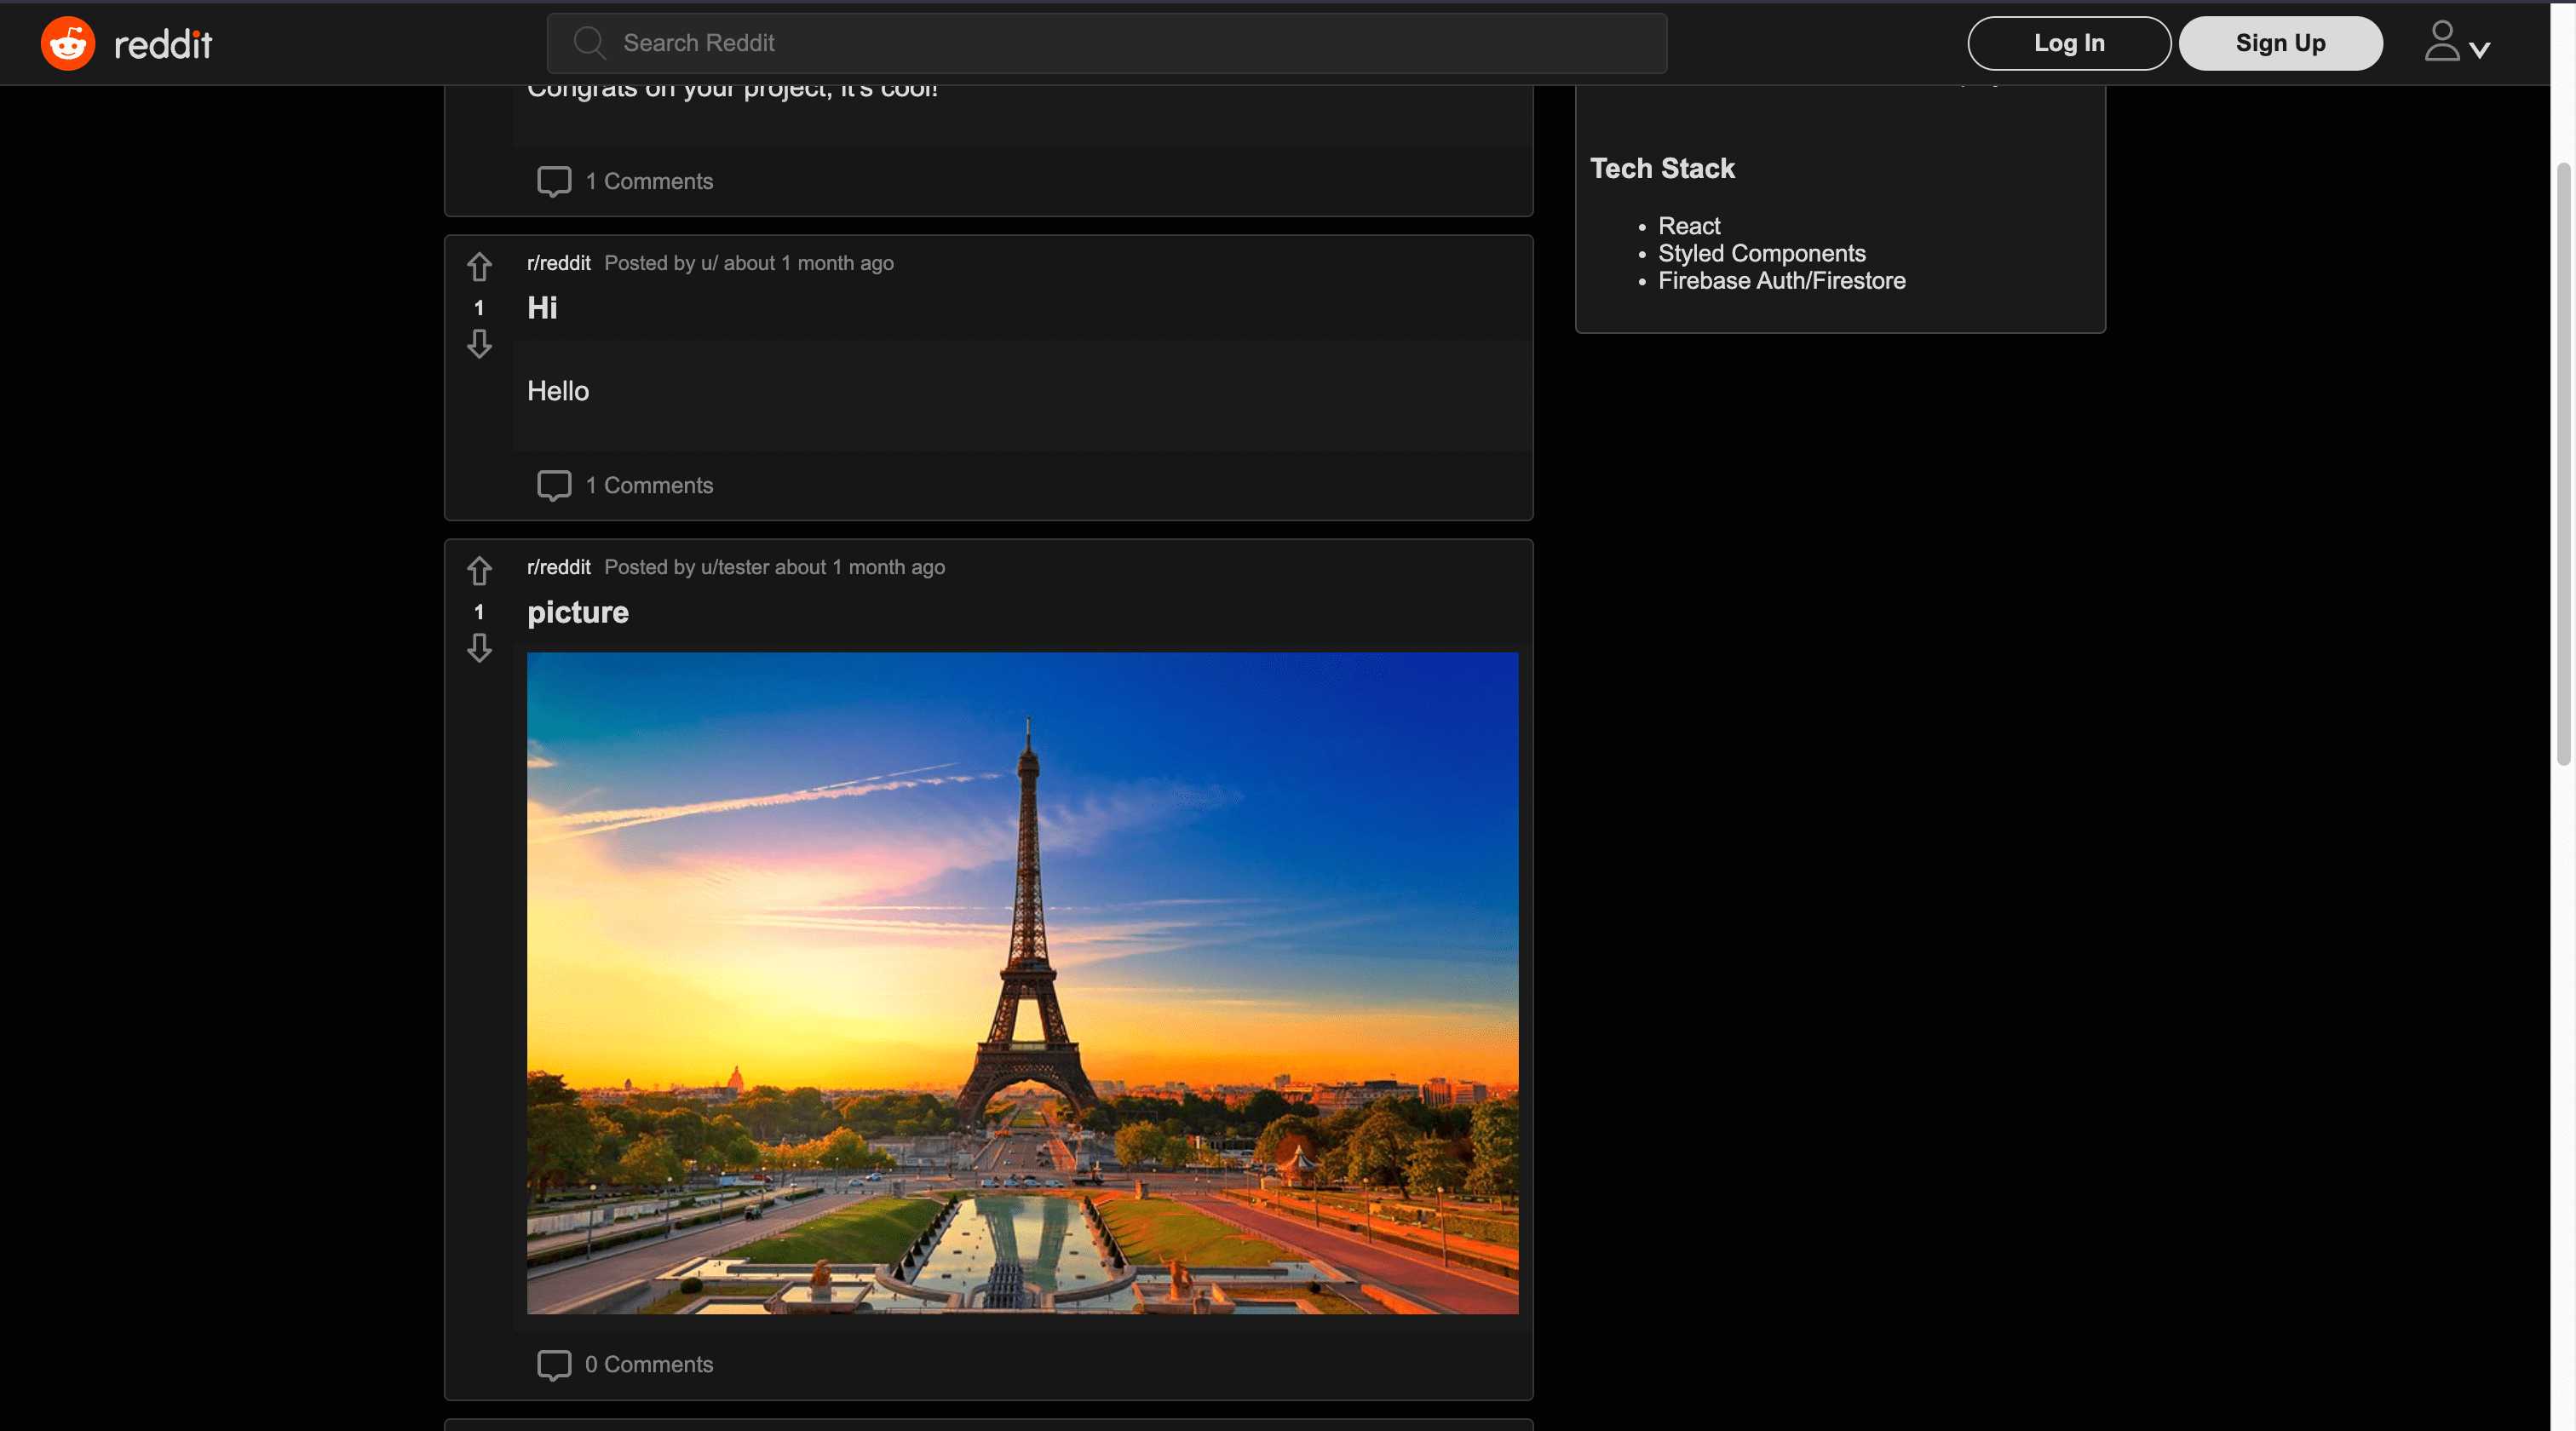 reddit
Search Reddit
Log In
Sign Up
Congrats on your project, it's cool!
1 Comments
r/reddit Posted by u/ about 1 month ago
1
Hi
Hello
1 Comments
r/reddit Posted by u/tester about 1 month ago
1
picture
0 Comments
Tech Stack
• React
• Styled Components
• Firebase Auth/Firestore